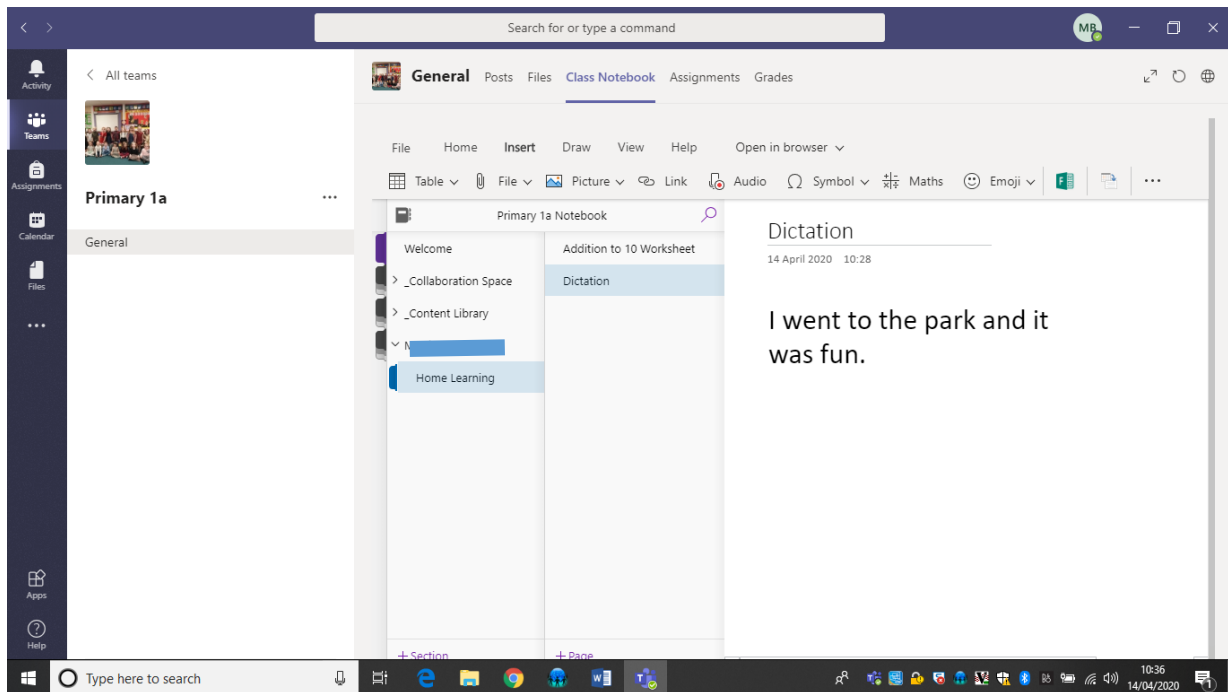 Search for or type a command
MB
Activity
Teams
Assignments
Calendar
Files
Apps
Help
All teams
Primary 1a
General
General Posts Files Class Notebook Assignments Grades
File Home Insert Draw View Help Open in browser
Table File Picture Link Audio Symbol Maths Emoji
Primary 1a Notebook
Welcome
_Collaboration Space
_Content Library
Home Learning
+ Section
Addition to 10 Worksheet
Dictation
+ Page
Dictation
14 April 2020 10:28
I went to the park and it
was fun.
Type here to search
10:36
14/04/2020